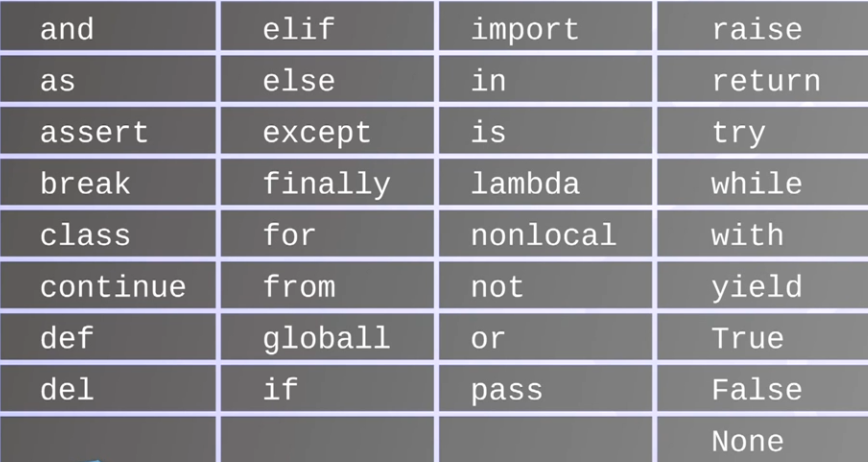 and elif import raise
as else in return
assert except is try
break finally lambda while
class for nonlocal with
continue from not yield
def globall or True
del if pass False
None